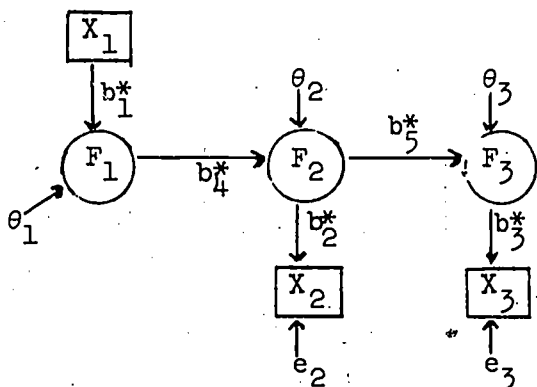 X₁
b*₁
θ₂
θ₃
F₁
b*₄
F₂
b*₅
F₃
θ₁
b*₂
b*₃
X₂
X₃
e₂
e₃